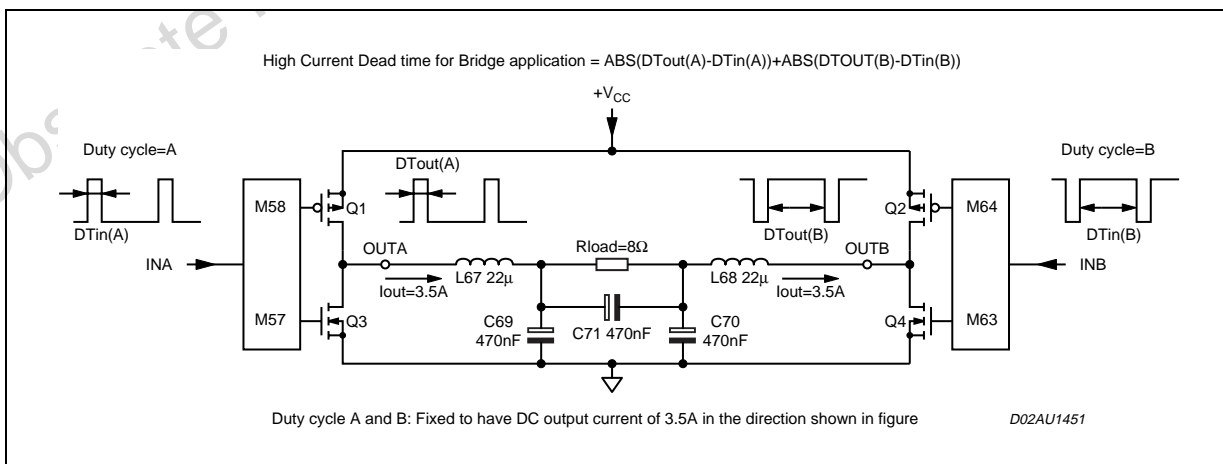 High Current Dead time for Bridge application = ABS(DTout(A)-DTin(A))+ABS(DTOUT(B)-DTin(B))
+VCC
Duty cycle=A
DTout(A)
Duty cycle=B
M58
Q1
Q2
M64
DTin(A)
DTout(B)
DTin(B)
OUTA
Rload=8Ω
OUTB
INA
L67 22μ
L68 22μ
INB
Iout=3.5A
Iout=3.5A
M57
Q3
C69
470nF
C71 470nF
C70
470nF
Q4
M63
Duty cycle A and B: Fixed to have DC output current of 3.5A in the direction shown in figure
D02AU1451